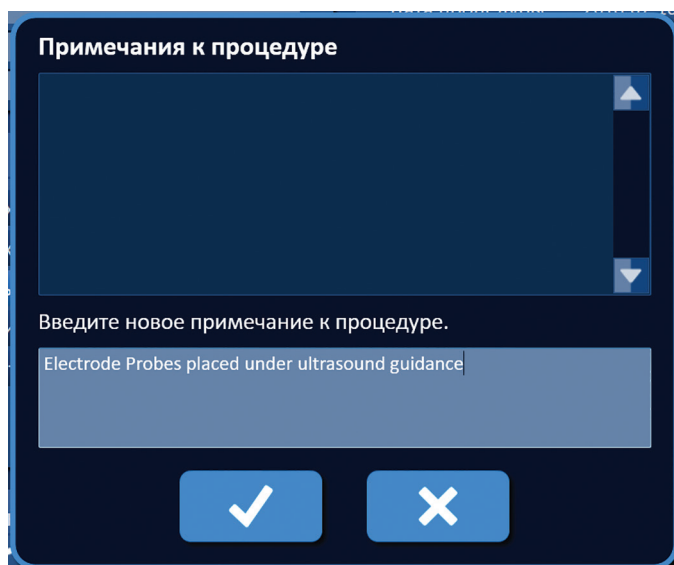 Примечания к процедуре
Введите новое примечание к процедуре.
Electrode Probes placed under ultrasound guidance